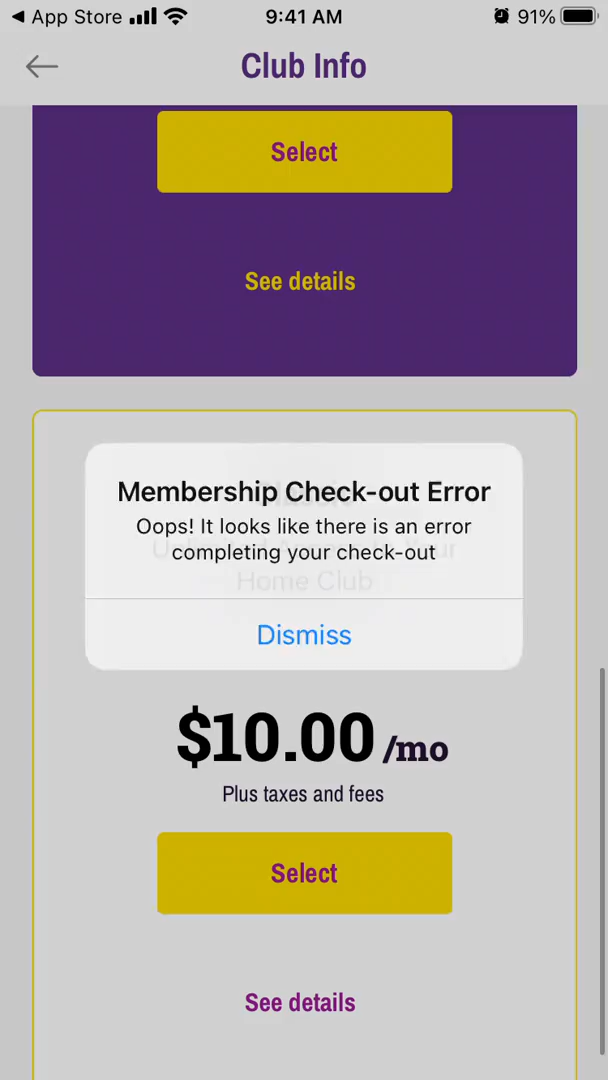 App Store 9:41 AM 91%
Club Info
Select
See details
Membership Check-out Error
Oops! It looks like there is an error
completing your check-out
Home Club
Dismiss
$10.00 /mo
Plus taxes and fees
Select
See details